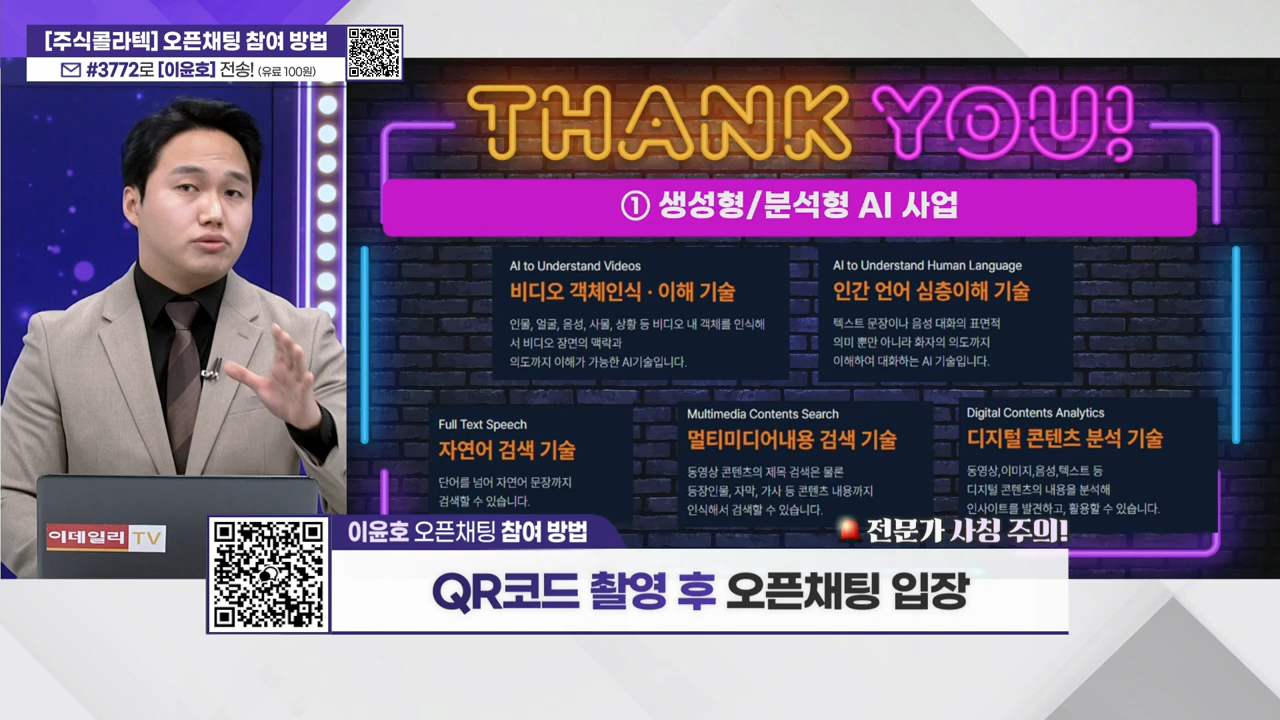 [주식콜라텍] 오픈채팅 참여 방법
#3772로 [이윤호] 전송! (유료 100원)
THANK YOU!
① 생성형/분석형 AI 사업
AI to Understand Videos
비디오 객체인식 · 이해 기술
인물, 얼굴, 음성, 사물, 상황 등 비디오 내 객체를 인식해
서 비디오 장면의 맥락과
의도까지 이해가 가능한 AI기술입니다.
AI to Understand Human Language
인간 언어 심층이해 기술
텍스트 문장이나 음성 대화의 표면적
의미 뿐만 아니라 화자의 의도까지
이해하여 대화하는 AI 기술입니다.
Full Text Speech
자연어 검색 기술
단어를 넘어 자연어 문장까지
검색할 수 있습니다.
Multimedia Contents Search
멀티미디어내용 검색 기술
동영상 콘텐츠의 제목 검색은 물론
등장인물, 자막, 가사 등 콘텐츠 내용까지
인식해서 검색할 수 있습니다.
Digital Contents Analytics
디지털 콘텐츠 분석 기술
동영상,이미지,음성,텍스트 등
디지털 콘텐츠의 내용을 분석해
인사이트를 발견하고, 활용할 수 있습니다.
이데일리TV
이윤호 오픈채팅 참여 방법
전문가 사칭 주의!
QR코드 촬영 후 오픈채팅 입장